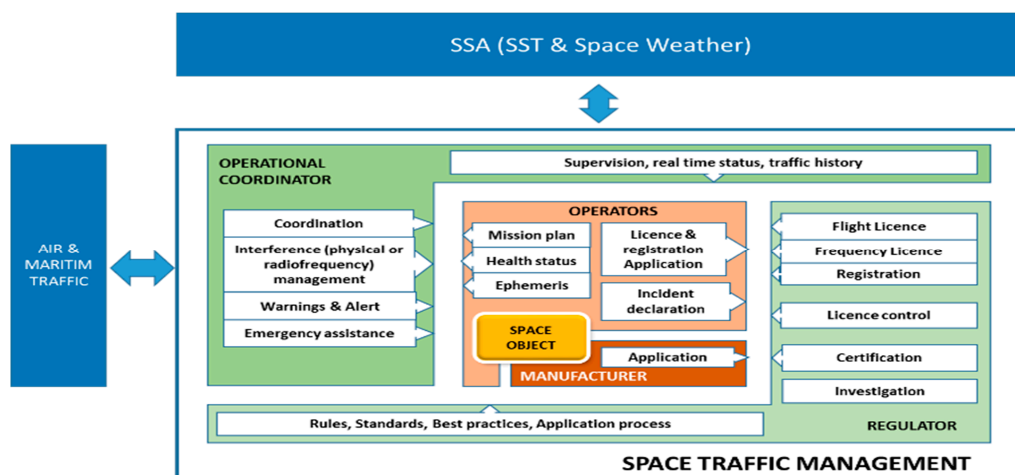 SSA (SST & Space Weather)
AIR &
MARITIM
TRAFFIC
OPERATIONAL
COORDINATOR
Supervision, real time status, traffic history
Coordination
Interference (physical or
radiofrequency)
management
Warnings & Alert
Emergency assistance
OPERATORS
Mission plan
Health status
Ephemeris
Licence &
registration
Application
Incident
declaration
SPACE
OBJECT
Application
MANUFACTURER
Flight Licence
Frequency Licence
Registration
Licence control
Certification
Investigation
REGULATOR
Rules, Standards, Best practices, Application process
SPACE TRAFFIC MANAGEMENT